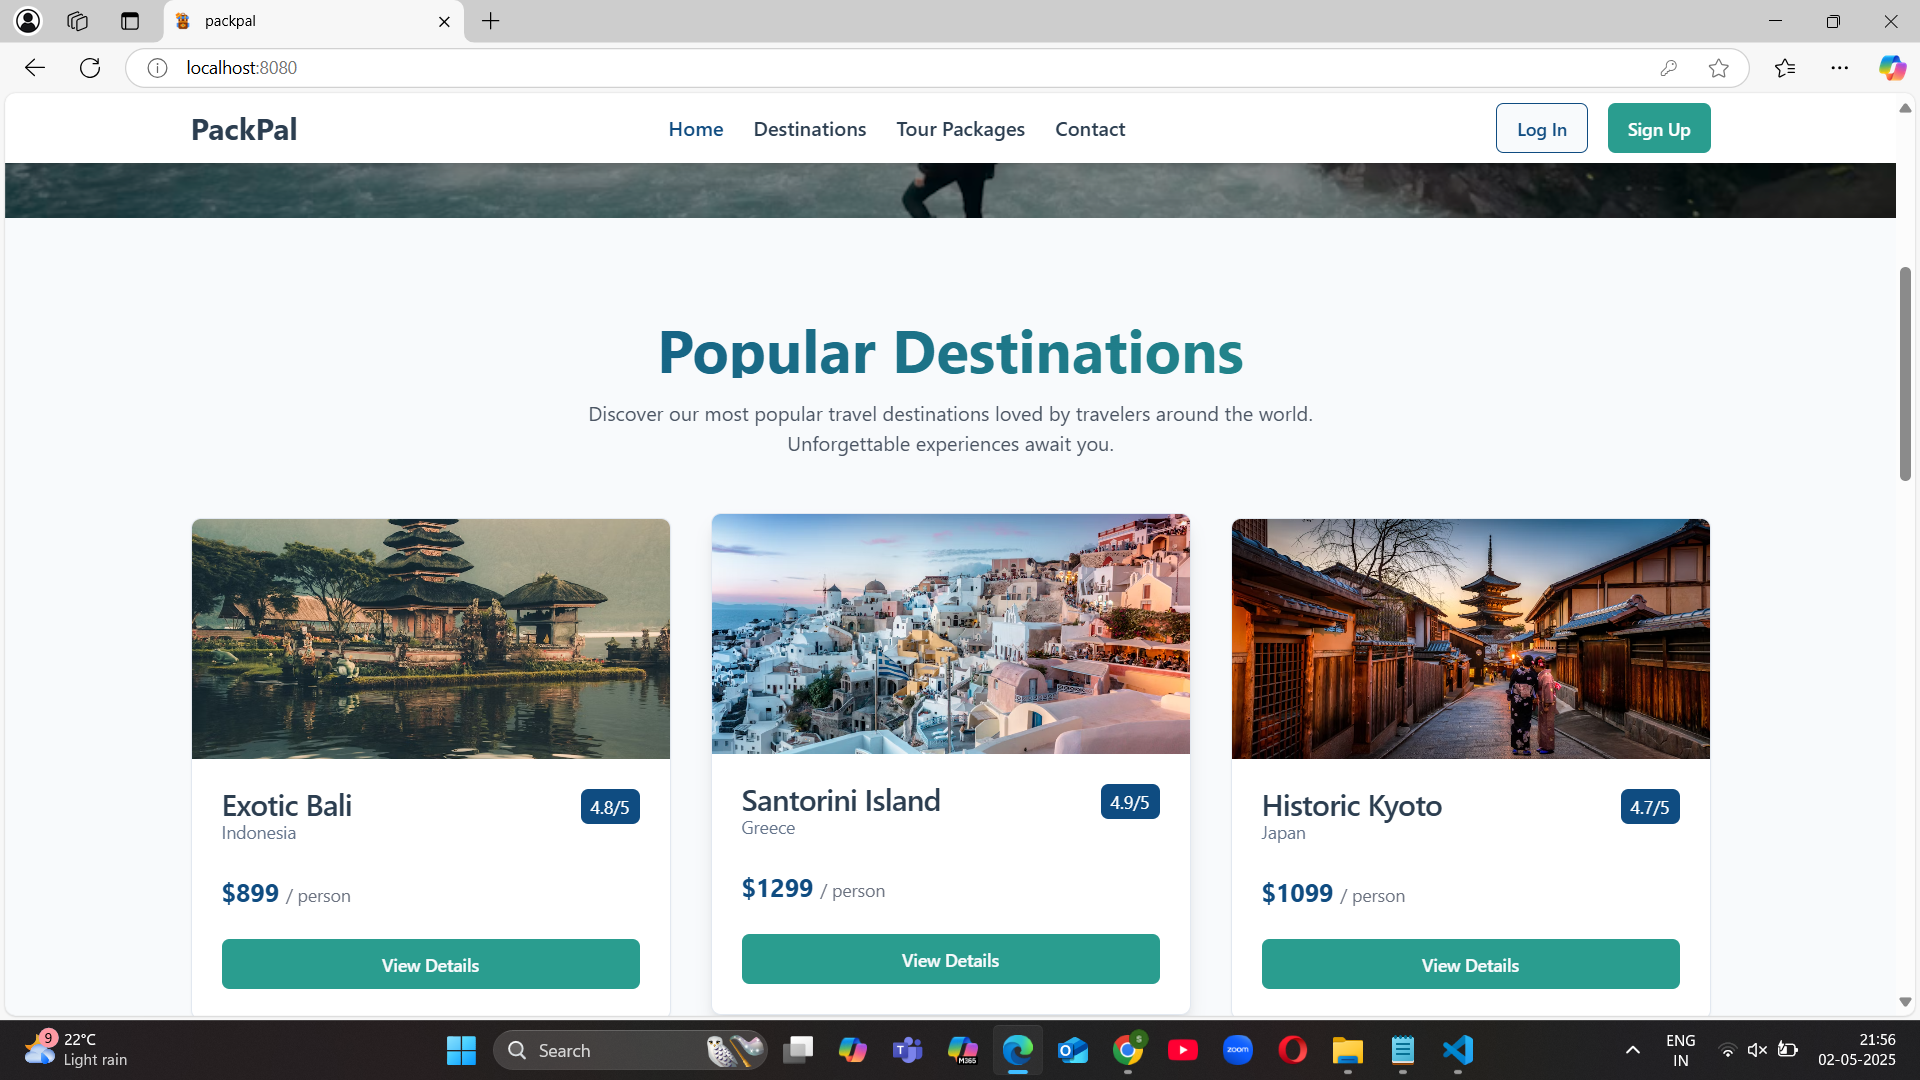 packpal
localhost:8080
PackPal
Home
Destinations
Tour Packages
Contact
Log In
Sign Up
Popular Destinations
Discover our most popular travel destinations loved by travelers around the world.
Unforgettable experiences await you.
Exotic Bali
4.8/5
Indonesia
$899 / person
View Details
Santorini Island
4.9/5
Greece
$1299 / person
View Details
Historic Kyoto
4.7/5
Japan
$1099 / person
View Details
9
22°C
Light rain
Search
T
M365
O
S
zoom
ENG
IN
21:56
02-05-2025